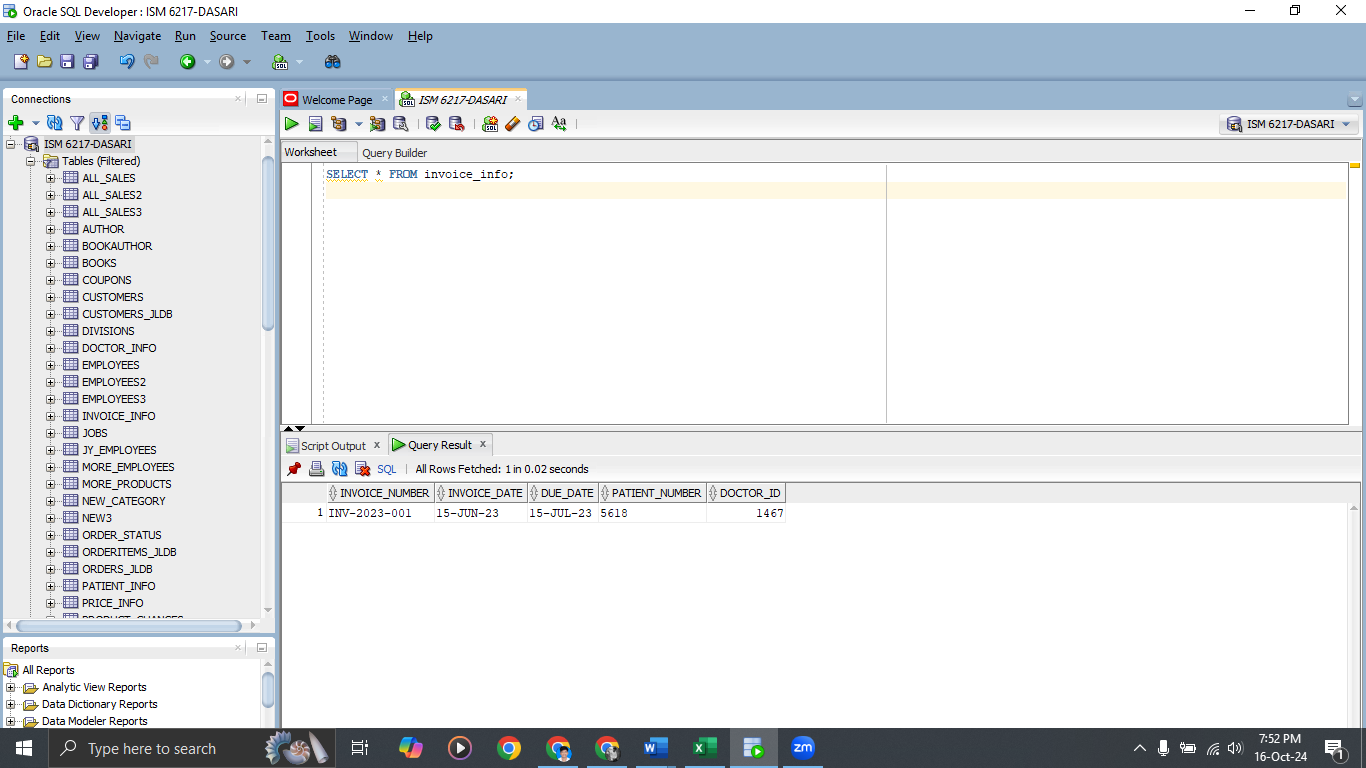 Oracle SQL Developer : ISM 6217-DASARI
File Edit View Navigate Run Source Team Tools Window Help
Connections
Welcome Page
ISM 6217-DASARI
ISM 6217-DASARI
Worksheet
Query Builder
SELECT * FROM invoice_info;
ISM 6217-DASARI
Tables (Filtered)
ALL_SALES
ALL_SALES2
ALL_SALES3
AUTHOR
BOOKAUTHOR
BOOKS
COUPONS
CUSTOMERS
CUSTOMERS_JLDB
DIVISIONS
DOCTOR_INFO
EMPLOYEES
EMPLOYEES2
EMPLOYEES3
INVOICE_INFO
JOBS
JY_EMPLOYEES
MORE_EMPLOYEES
MORE_PRODUCTS
NEW_CATEGORY
NEW3
ORDER_STATUS
ORDERITEMS_JLDB
ORDERS_JLDB
PATIENT_INFO
PRICE_INFO
PRODUCT_CHANGES
Script Output x
Query Result x
SQL | All Rows Fetched: 1 in 0.02 seconds
INVOICE_NUMBER INVOICE_DATE DUE_DATE PATIENT_NUMBER DOCTOR_ID
1 INV-2023-001 15-JUN-23 15-JUL-23 5618 1467
Reports
All Reports
Analytic View Reports
Data Dictionary Reports
Data Modeler Reports
Type here to search
zm
7:52 PM
16-Oct-24
1